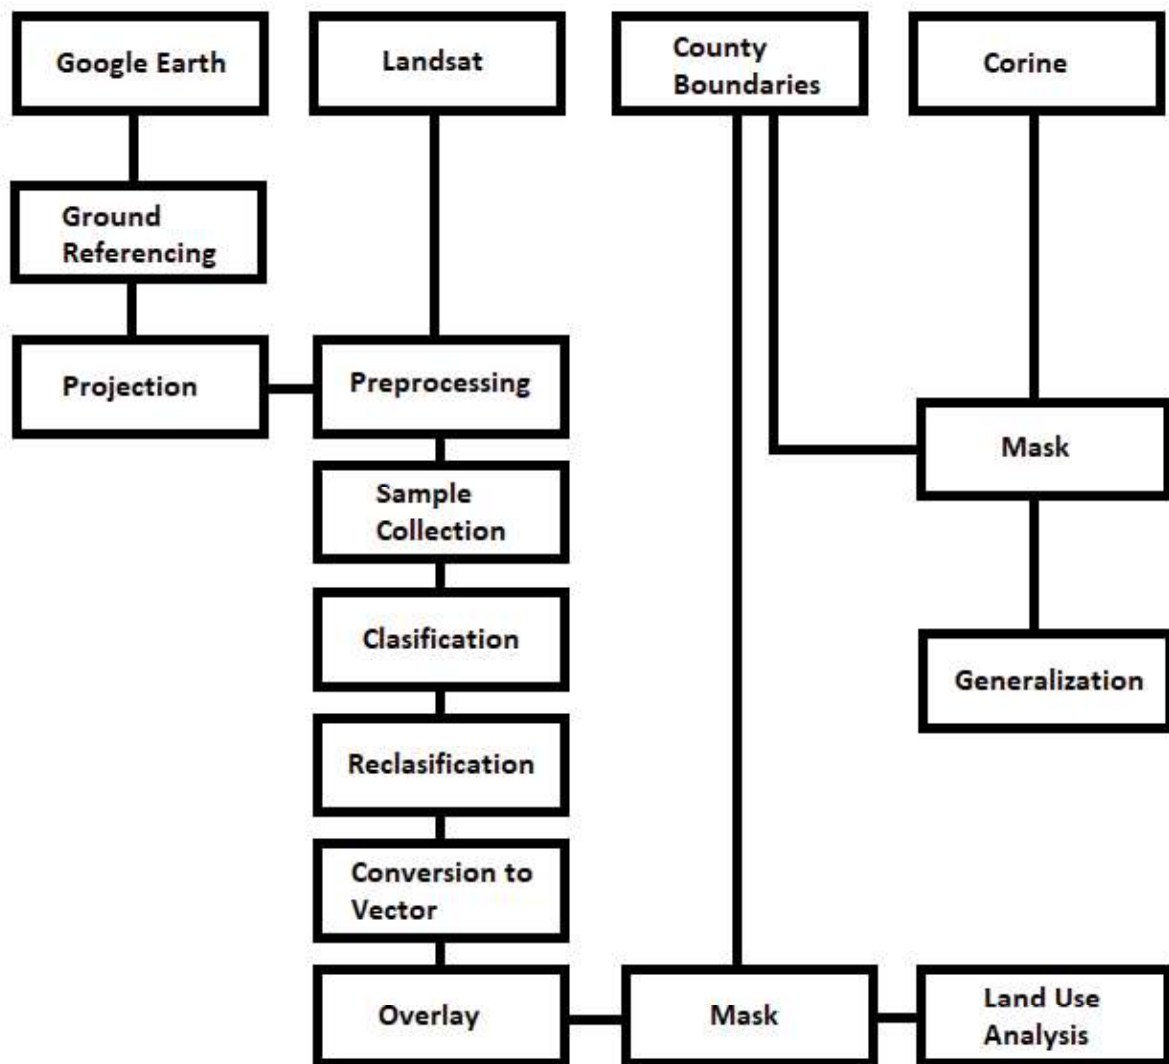 Google Earth
Landsat
County
Boundaries
Corine
Ground
Referencing
Projection
Preprocessing
Mask
Sample
Collection
Clasification
Generalization
Reclasification
Conversion to
Vector
Overlay
Mask
Land Use
Analysis